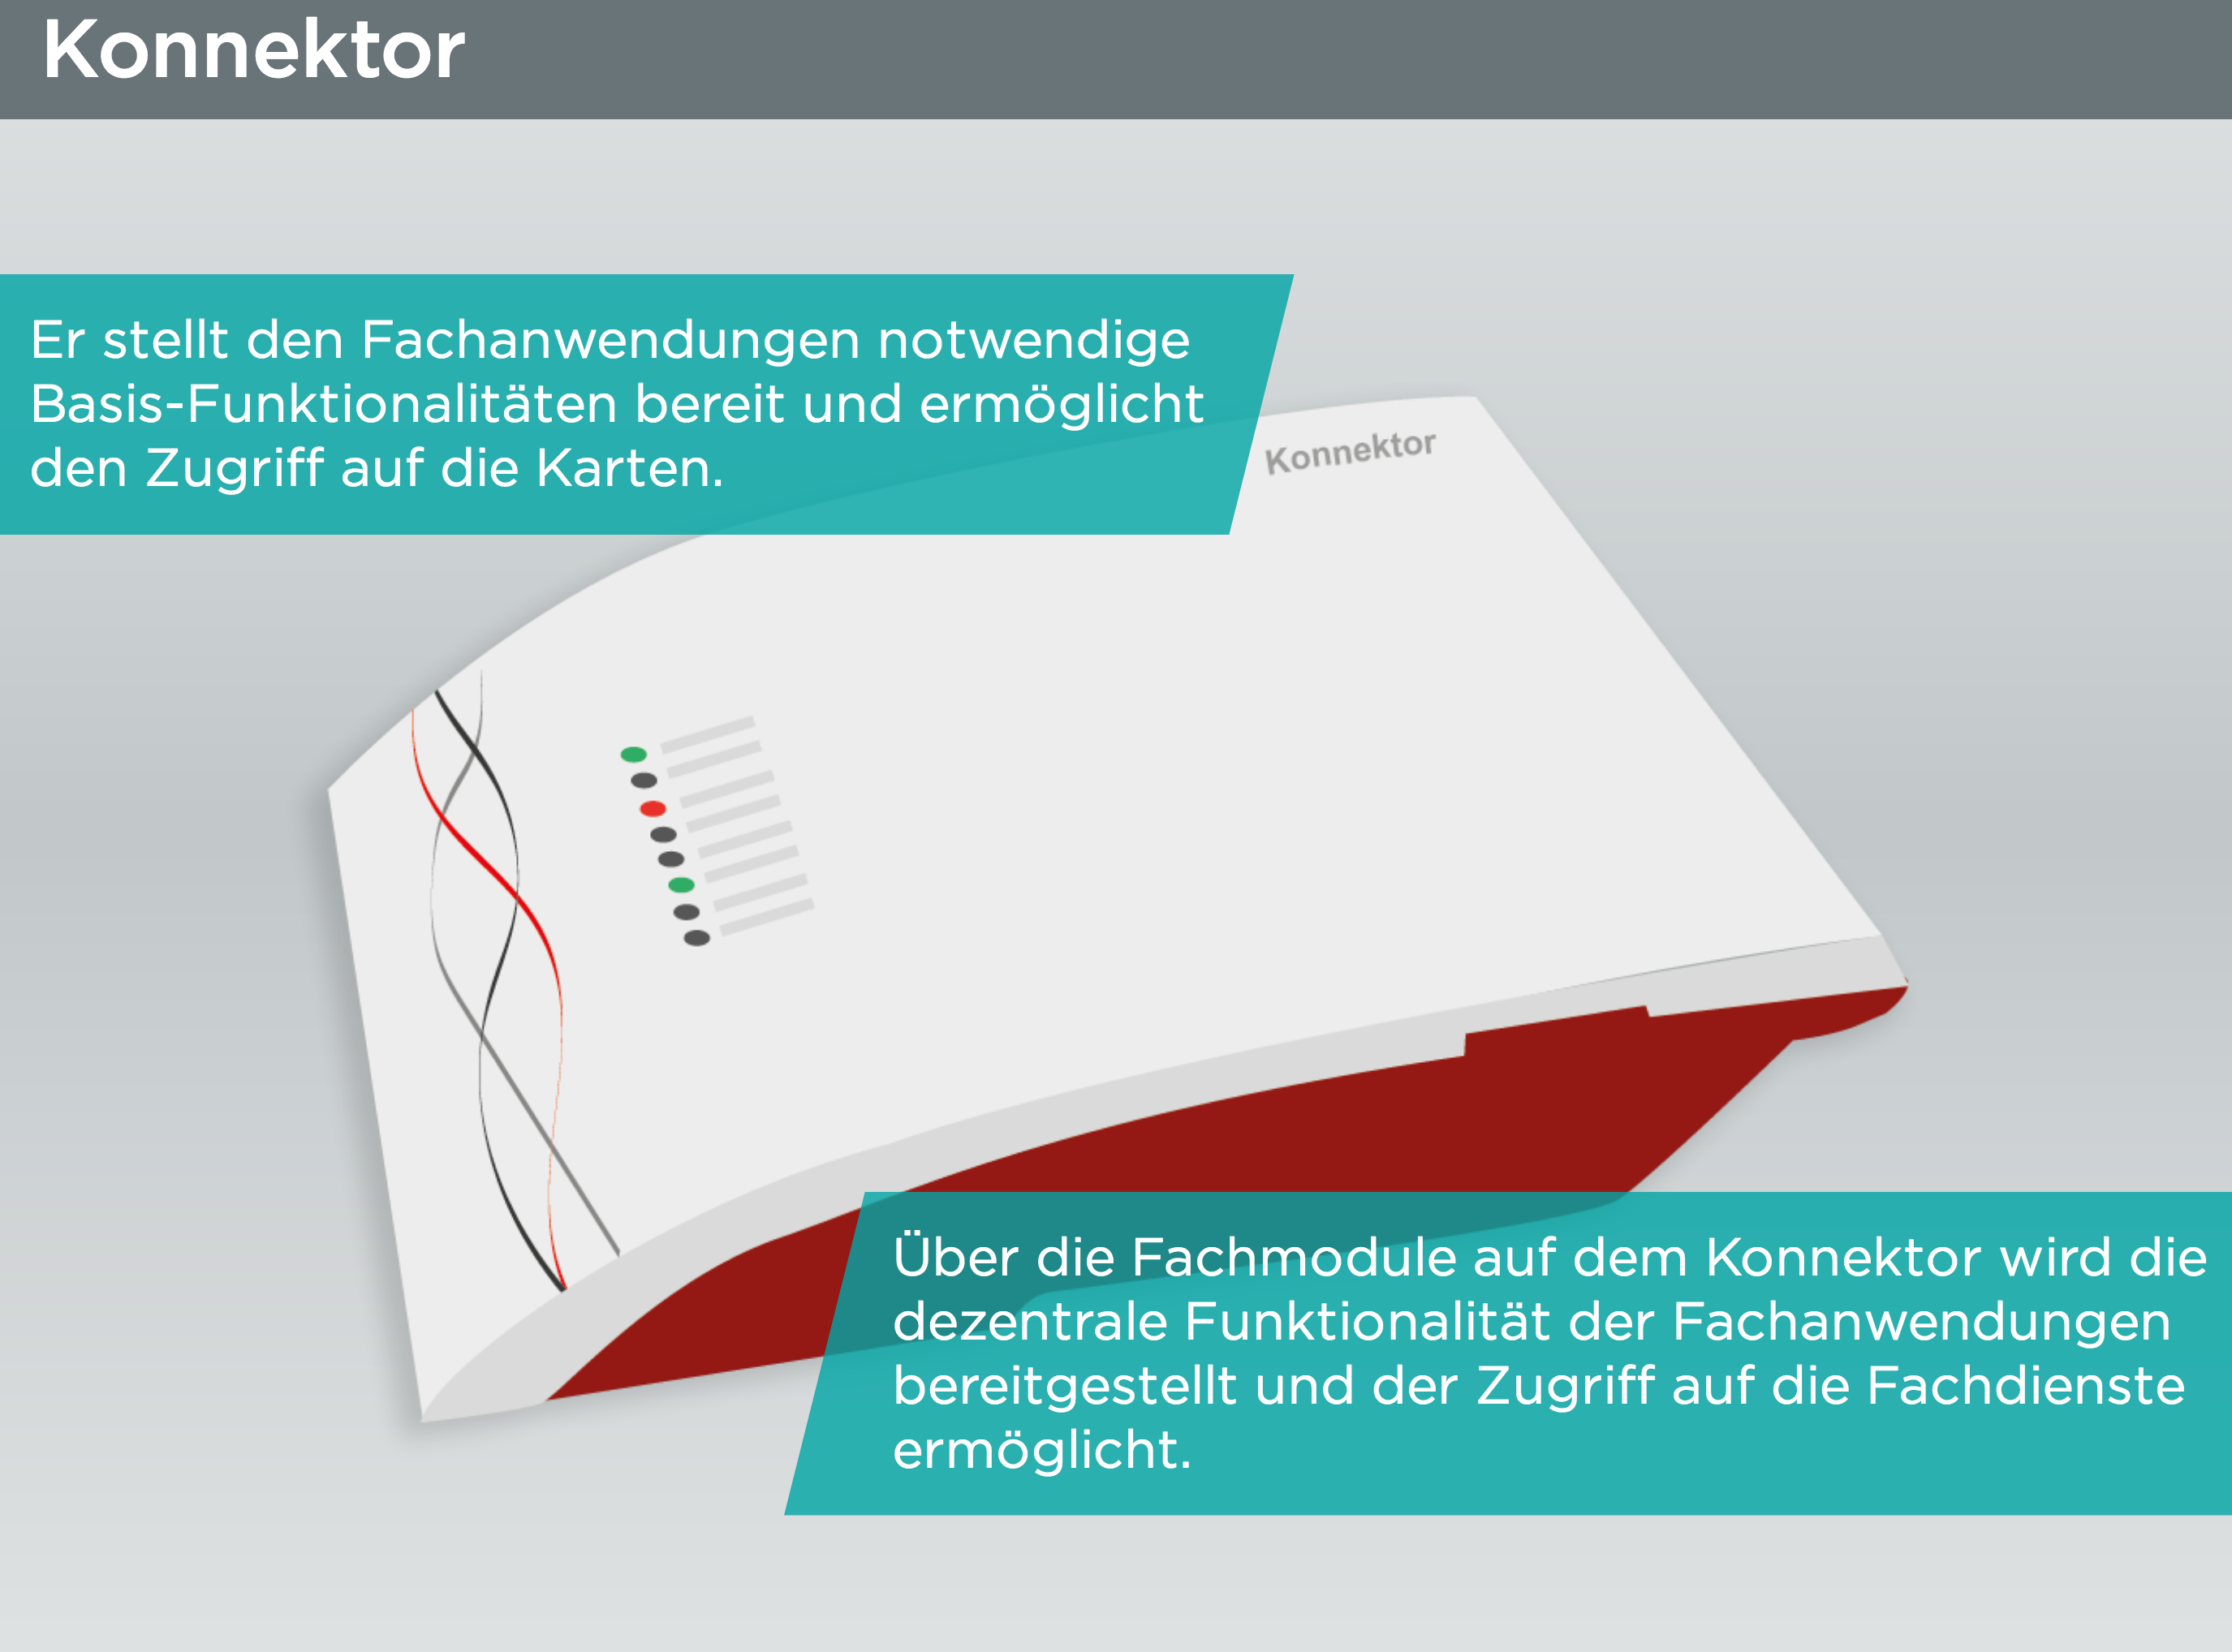 Konnektor
Er stellt den Fachanwendungen notwendige
Basis-Funktionalitäten bereit und ermöglicht
den Zugriff auf die Karten.
Konnektor
Über die Fachmodule auf dem Konnektor wird die
dezentrale Funktionalität der Fachanwendungen
bereitgestellt und der Zugriff auf die Fachdienste
ermöglicht.